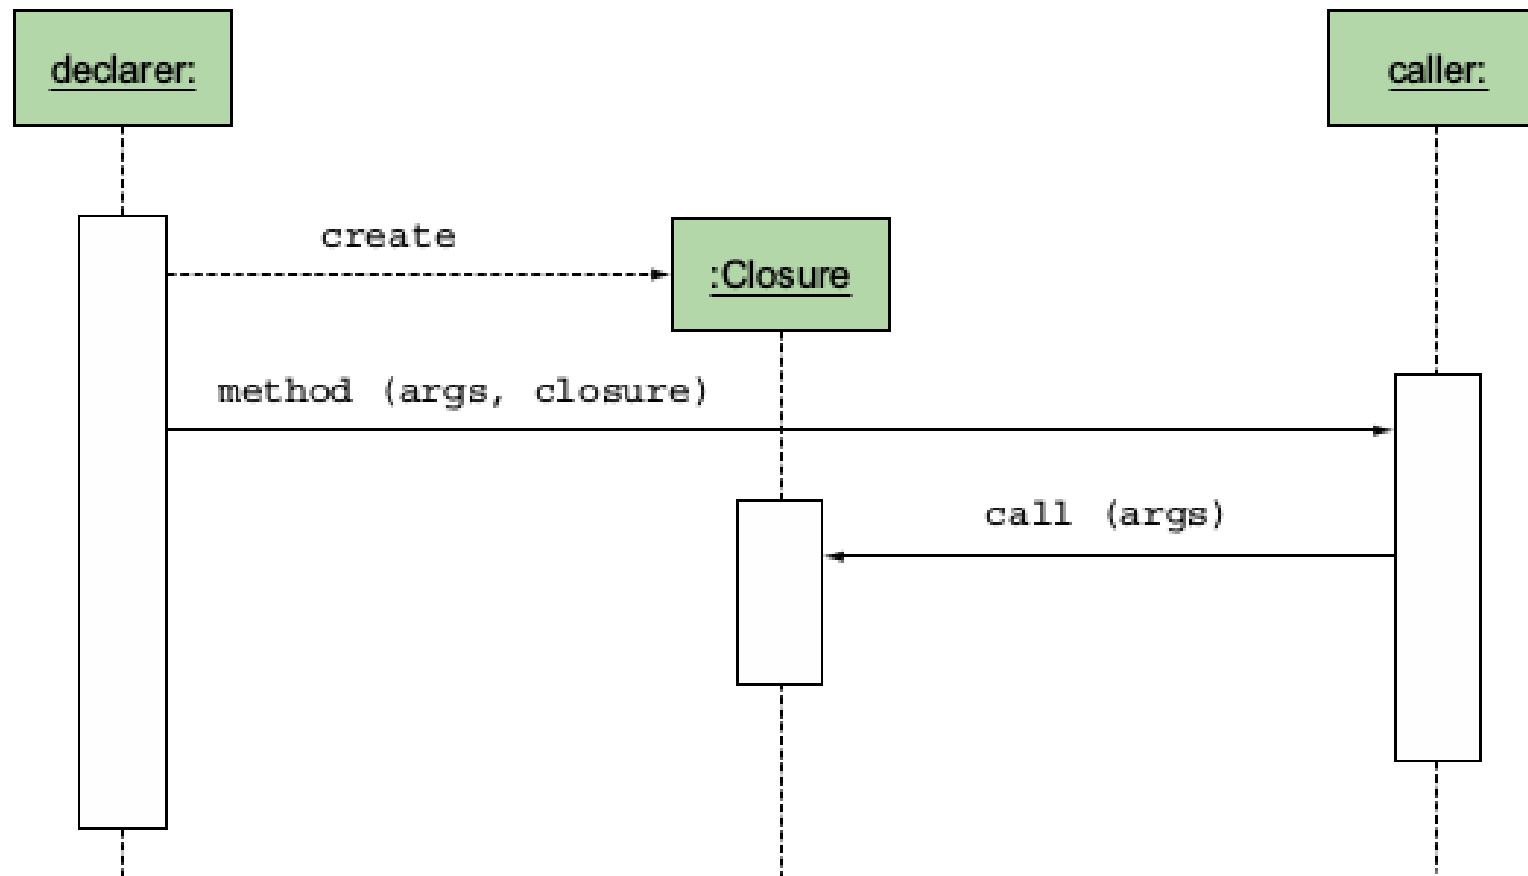 declarer:
caller:
create
:Closure
method (args, closure)
call (args)